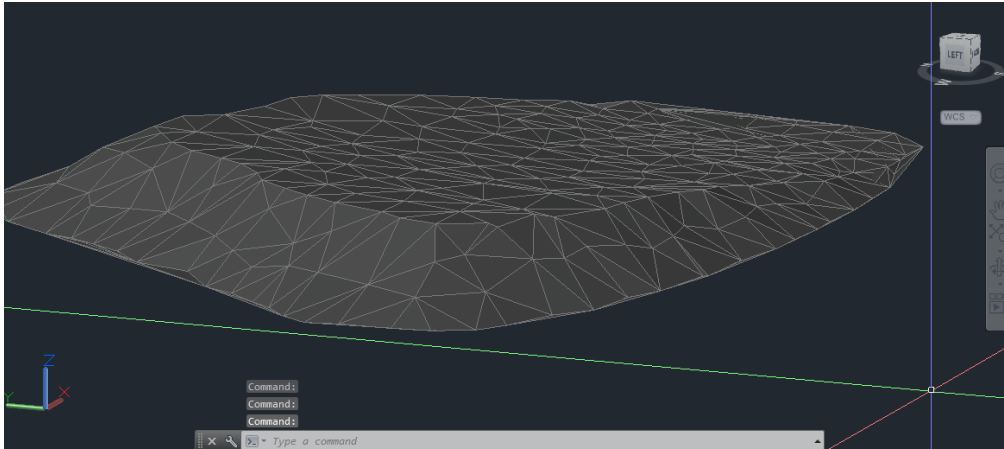 LEFT
WCS
Z
X
Y
Command:
Command:
Command:
Type a command